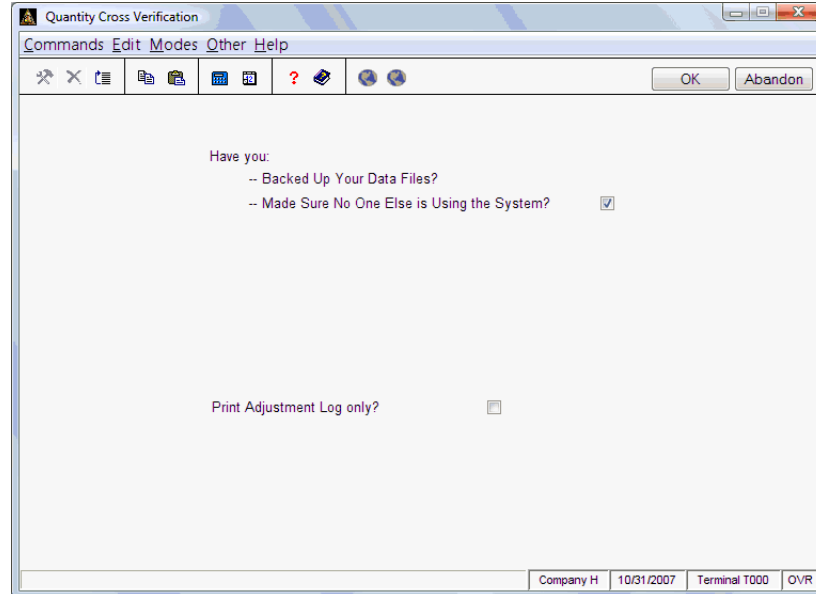 Quantity Cross Verification
Commands Edit Modes Other Help
OK Abandon
Have you:
-- Backed Up Your Data Files?
-- Made Sure No One Else is Using the System?
Print Adjustment Log only?
Company H 10/31/2007 Terminal T000 OVR